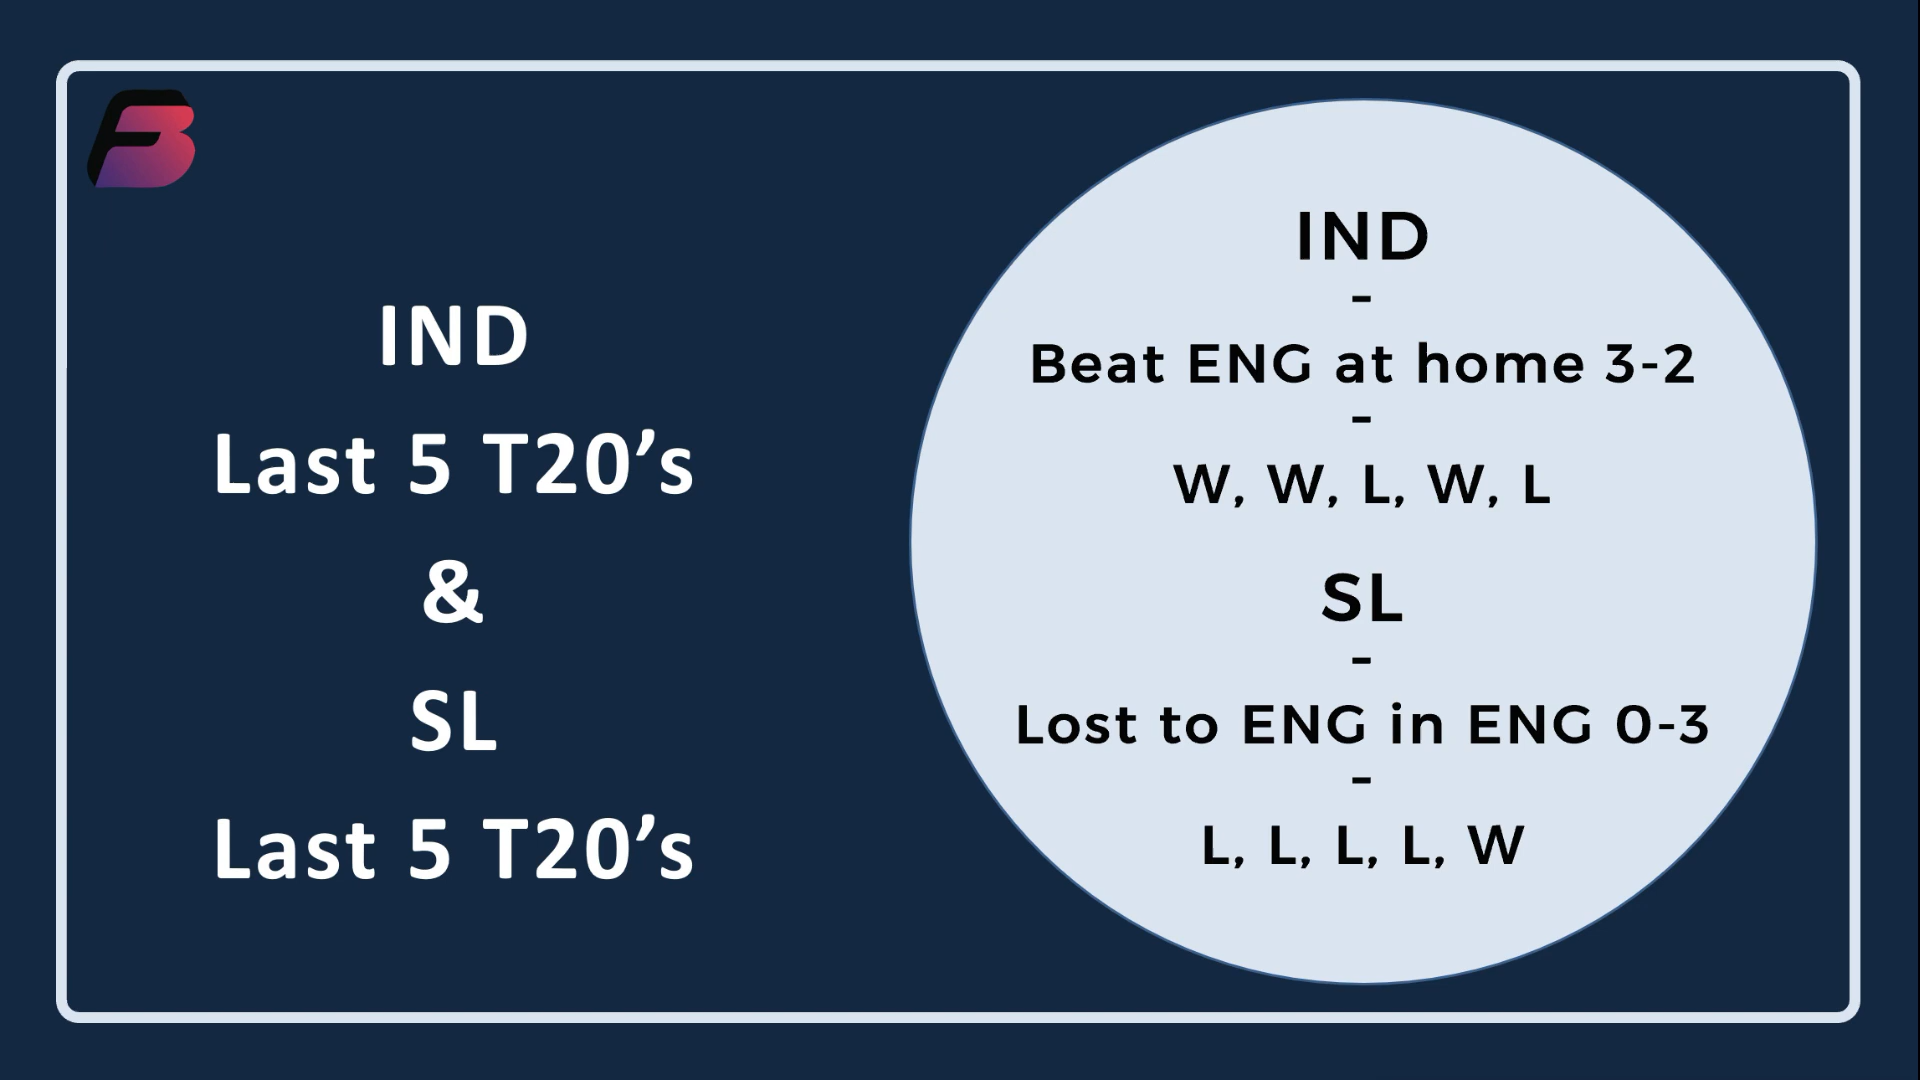 IND
Last 5 T20’s
&
SL
Last 5 T20’s
IND
-
Beat ENG at home 3-2
-
W, W, L, W, L
SL
-
Lost to ENG in ENG 0-3
-
L, L, L, L, W